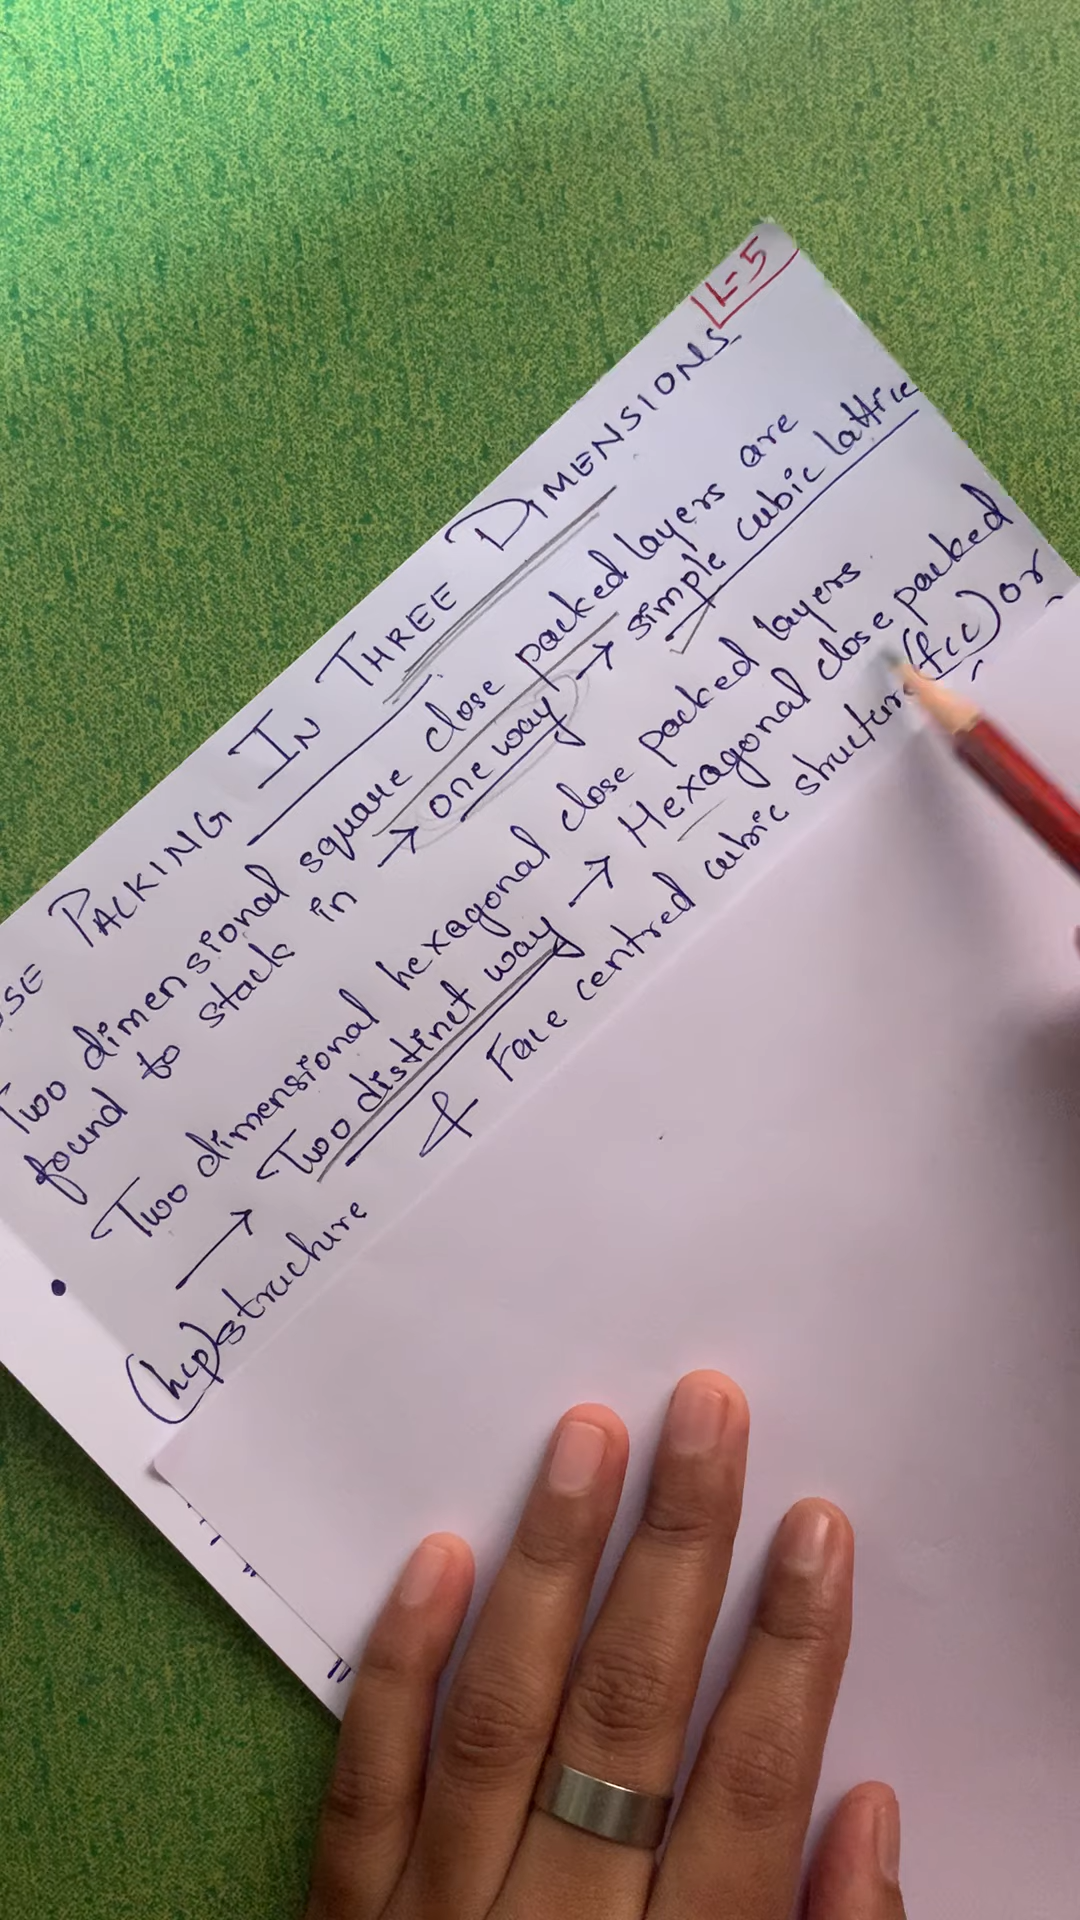 L-5
OSE PACKING IN THREE DIMENSIONS
Two dimensional square close packed layers are
found to stack in → one way → simple cubic lattice
Two dimensional hexagonal close packed layers
→ Two distinct way → Hexagonal close packed
& Face centred cubic structure (fcc) or
(hcp) structure